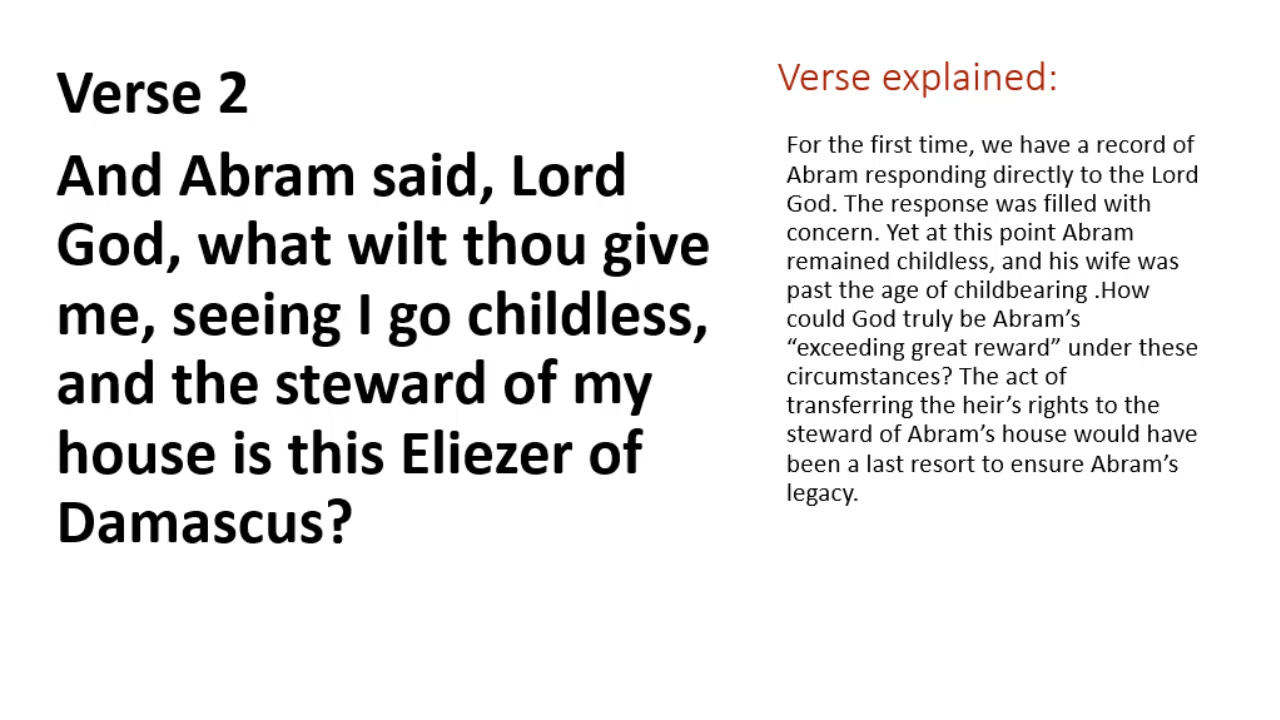 Verse 2
And Abram said, Lord
God, what wilt thou give
me, seeing I go childless,
and the steward of my
house is this Eliezer of
Damascus?
Verse explained:
For the first time, we have a record of
Abram responding directly to the Lord
God. The response was filled with
concern. Yet at this point Abram
remained childless, and his wife was
past the age of childbearing .How
could God truly be Abram’s
“exceeding great reward” under these
circumstances? The act of
transferring the heir’s rights to the
steward of Abram’s house would have
been a last resort to ensure Abram’s
legacy.